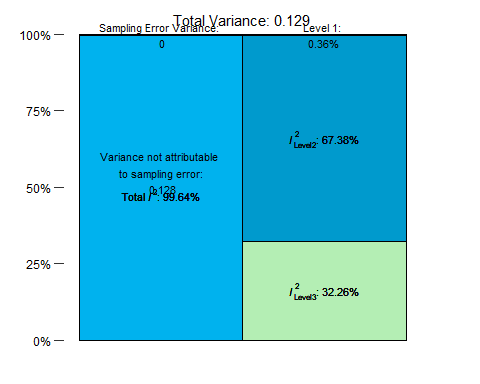 Total Variance: 0.129
Sampling Error Variance:
0
Level 1:
0.36%
100%
75%
50%
25%
0%
Variance not attributable
to sampling error:
0.128
Total I²: 99.64%
I²Level2: 67.38%
I²Level3: 32.26%